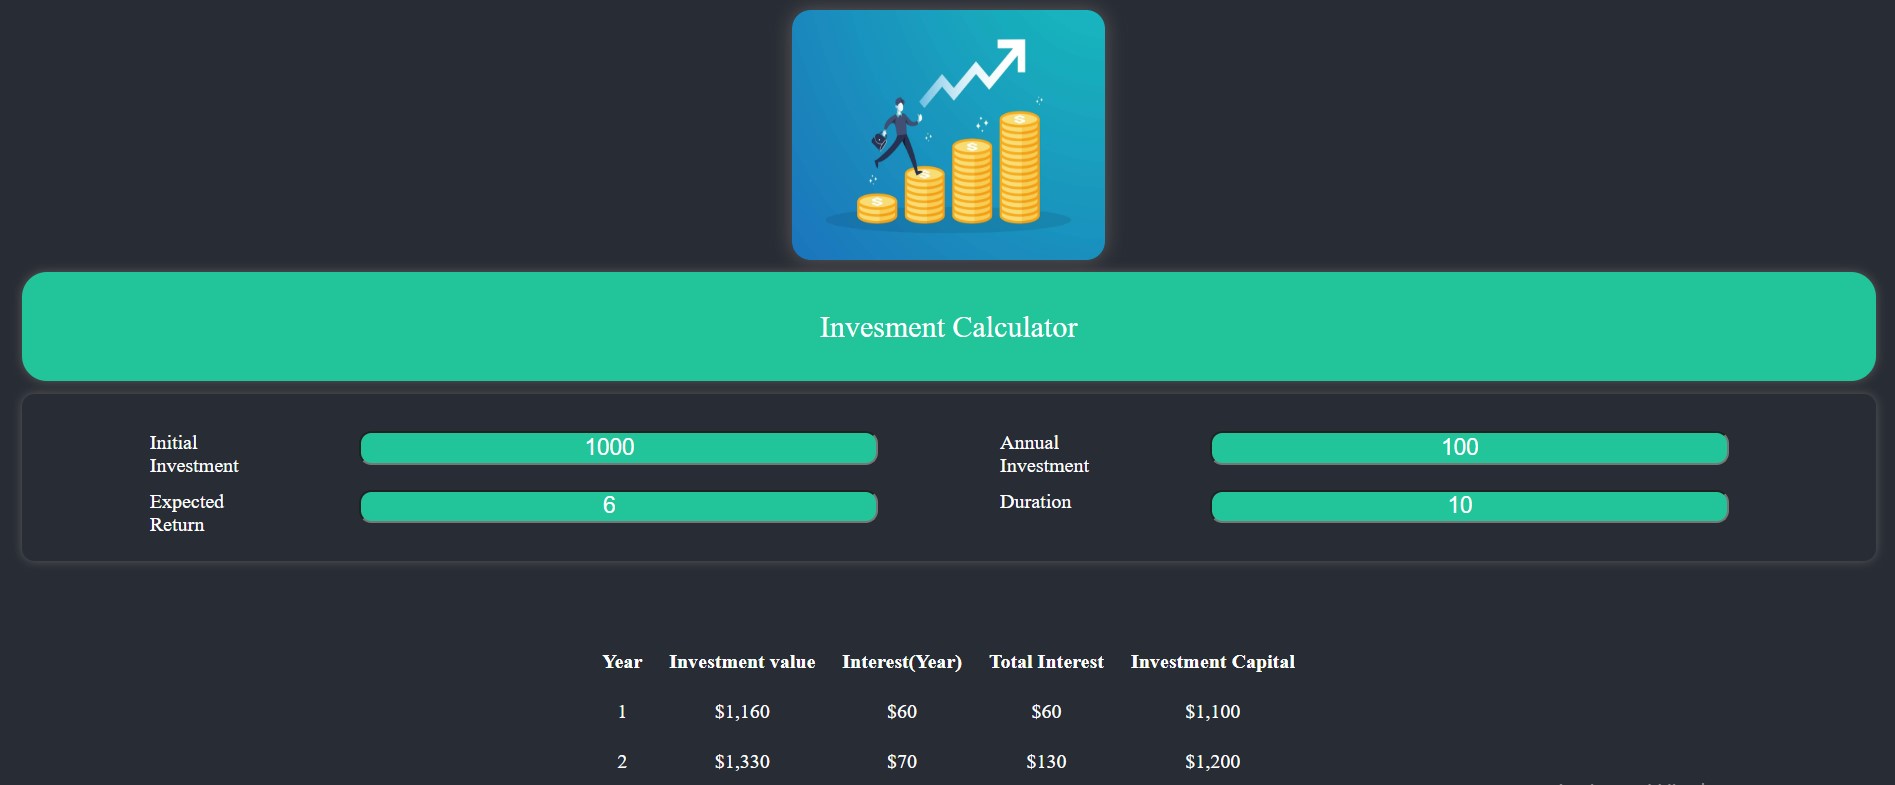 Invesment Calculator
Initial Investment 1000 Annual Investment 100
Expected Return 6 Duration 10
Year Investment value Interest(Year) Total Interest Investment Capital
1 $1,160 $60 $60 $1,100
2 $1,330 $70 $130 $1,200